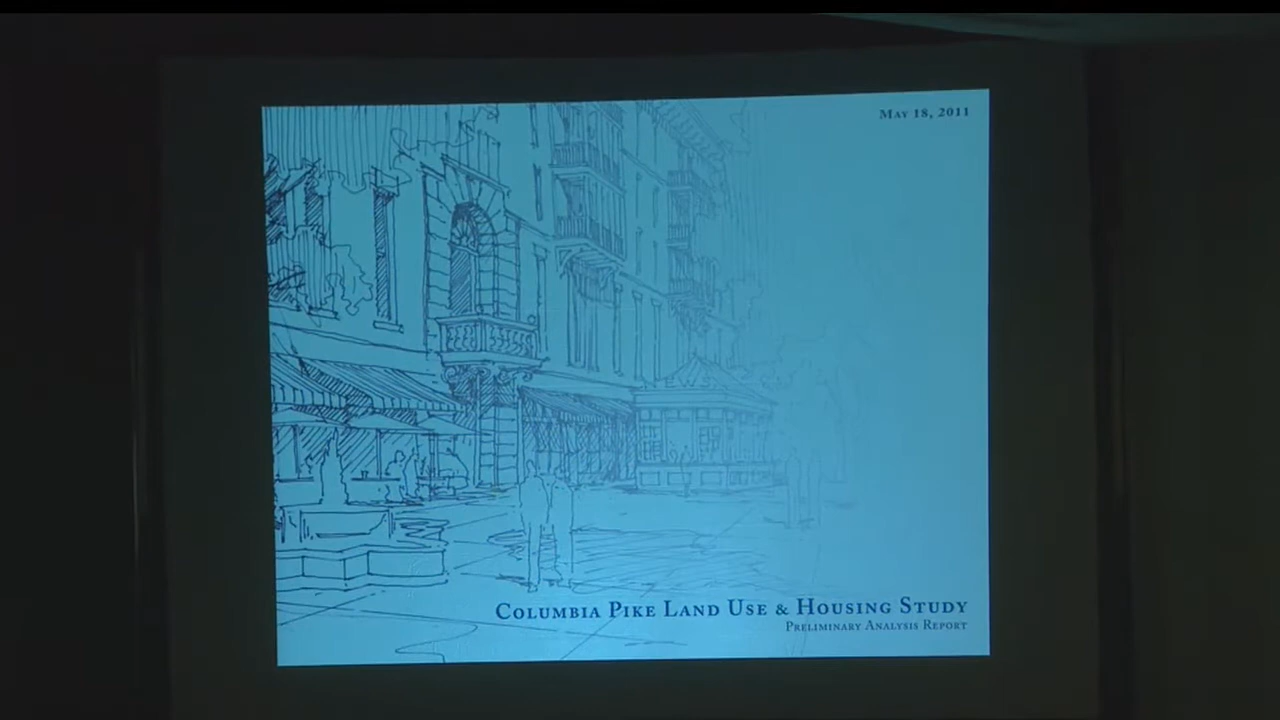 May 18, 2011
Columbia Pike Land Use & Housing Study
Preliminary Analysis Report